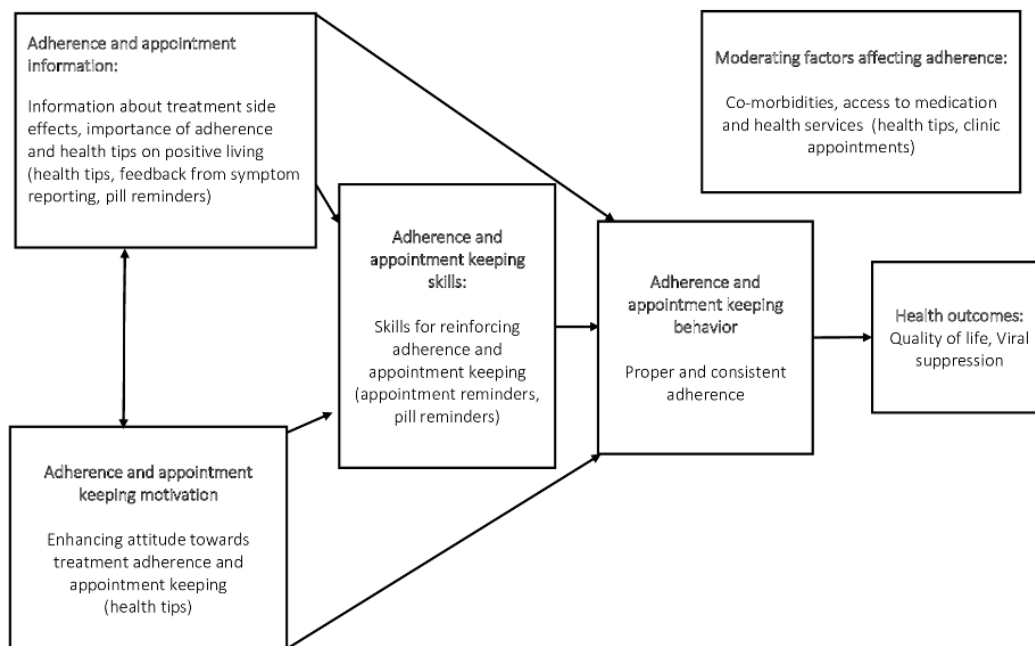 Adherence and appointment
information:
Information about treatment side
effects, importance of adherence
and health tips on positive living
(health tips, feedback from symptom
reporting, pill reminders)
Moderating factors affecting adherence:
Co-morbidities, access to medication
and health services (health tips, clinic
appointments)
Adherence and
appointment keeping
skills:
Skills for reinforcing
adherence and
appointment keeping
(appointment reminders,
pill reminders)
Adherence and
appointment keeping
behavior
Proper and consistent
adherence
Health outcomes:
Quality of life, Viral
suppression
Adherence and appointment
keeping motivation
Enhancing attitude towards
treatment adherence and
appointment keeping
(health tips)